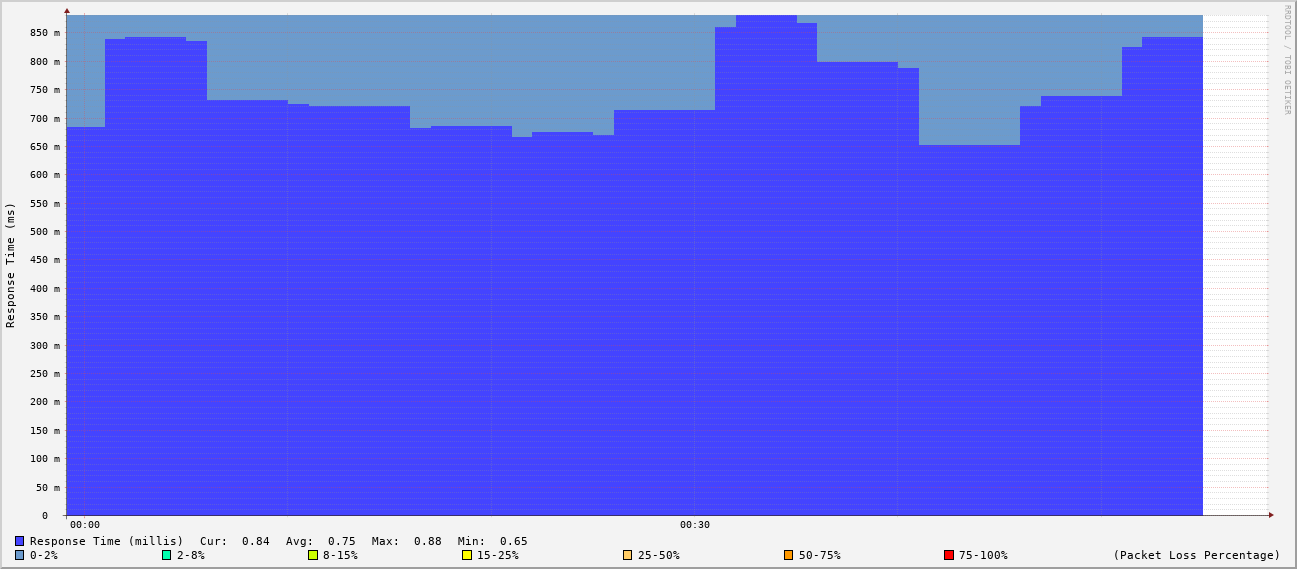 RRDTOOL / TOBI OETIKER
Response Time (ms)
850 m
800 m
750 m
700 m
650 m
600 m
550 m
500 m
450 m
400 m
350 m
300 m
250 m
200 m
150 m
100 m
50 m
0
00:00 00:30
Response Time (millis) Cur: 0.84 Avg: 0.75 Max: 0.88 Min: 0.65
0-2% 2-8% 8-15% 15-25% 25-50% 50-75% 75-100% (Packet Loss Percentage)